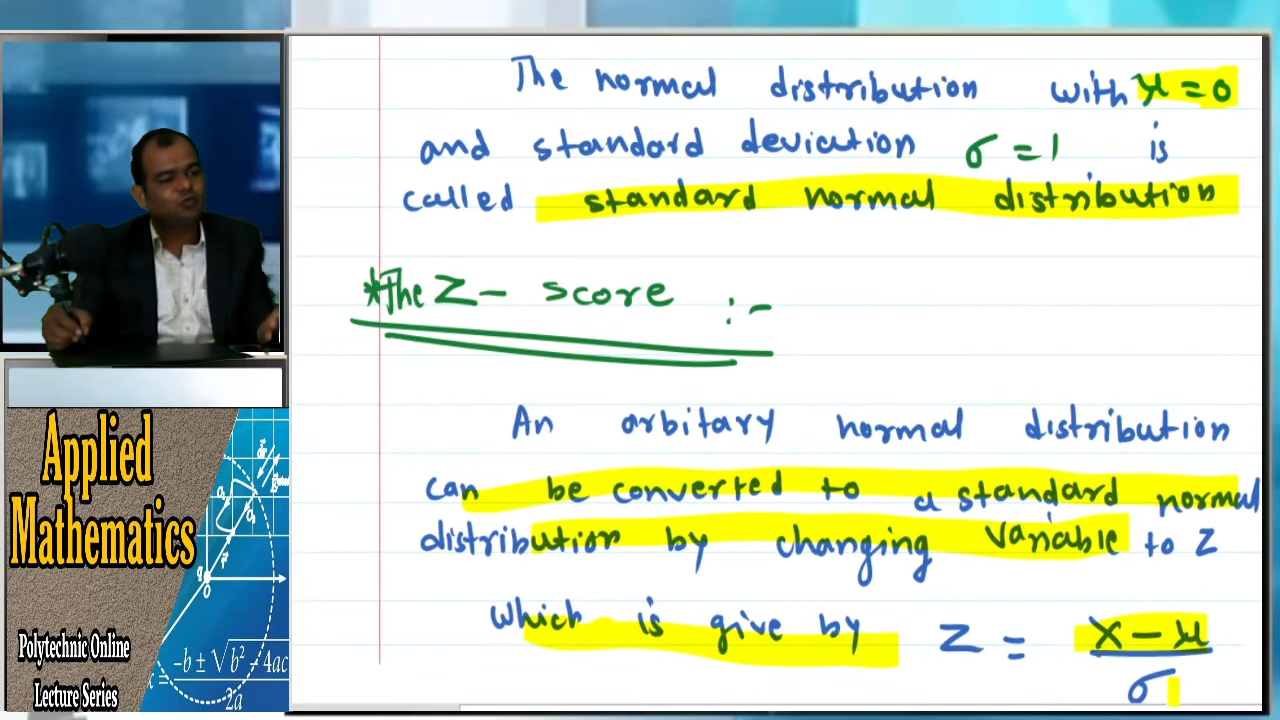 The normal distribution with μ = 0
and standard deviation σ = 1 is
called standard normal distribution
*The Z - score :-
An arbitary normal distribution
can be converted to a standard normal
distribution by changing variable to Z
which is give by Z = x - μ / σ
Applied
Mathematics
Polytechnic Online
Lecture Series
-b ± √b² - 4ac
2a